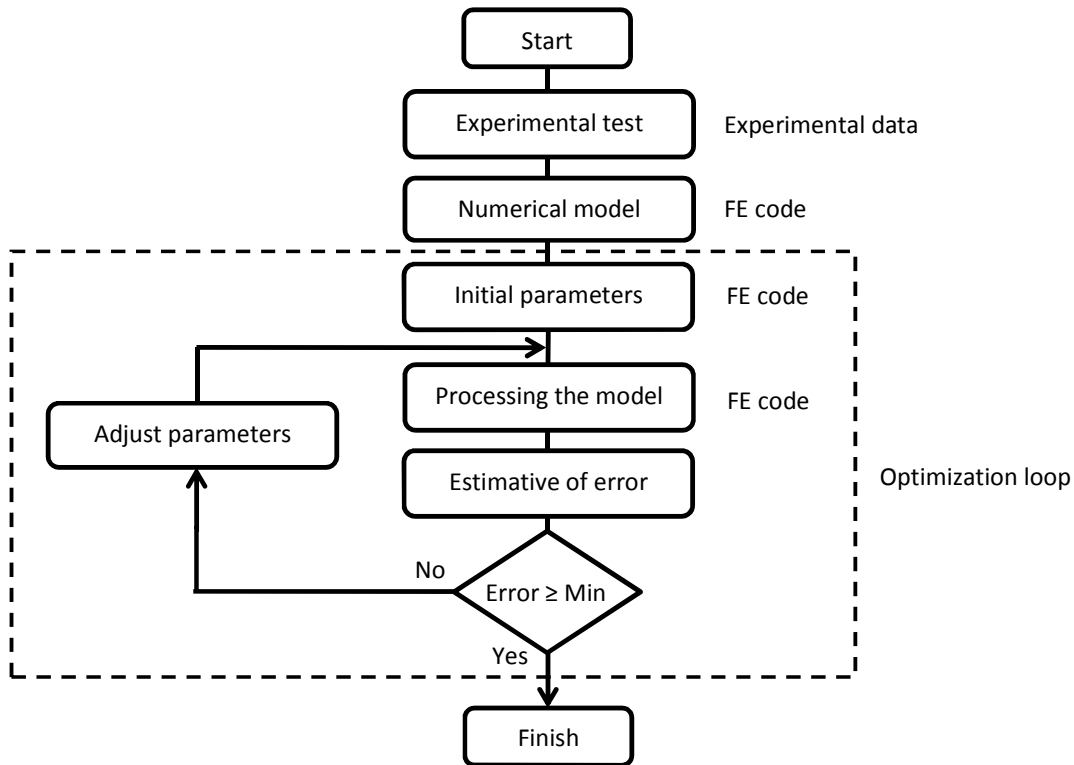 Start
Experimental test
Experimental data
Numerical model
FE code
Initial parameters
FE code
Processing the model
FE code
Adjust parameters
Estimative of error
Optimization loop
No
Error ≥ Min
Yes
Finish